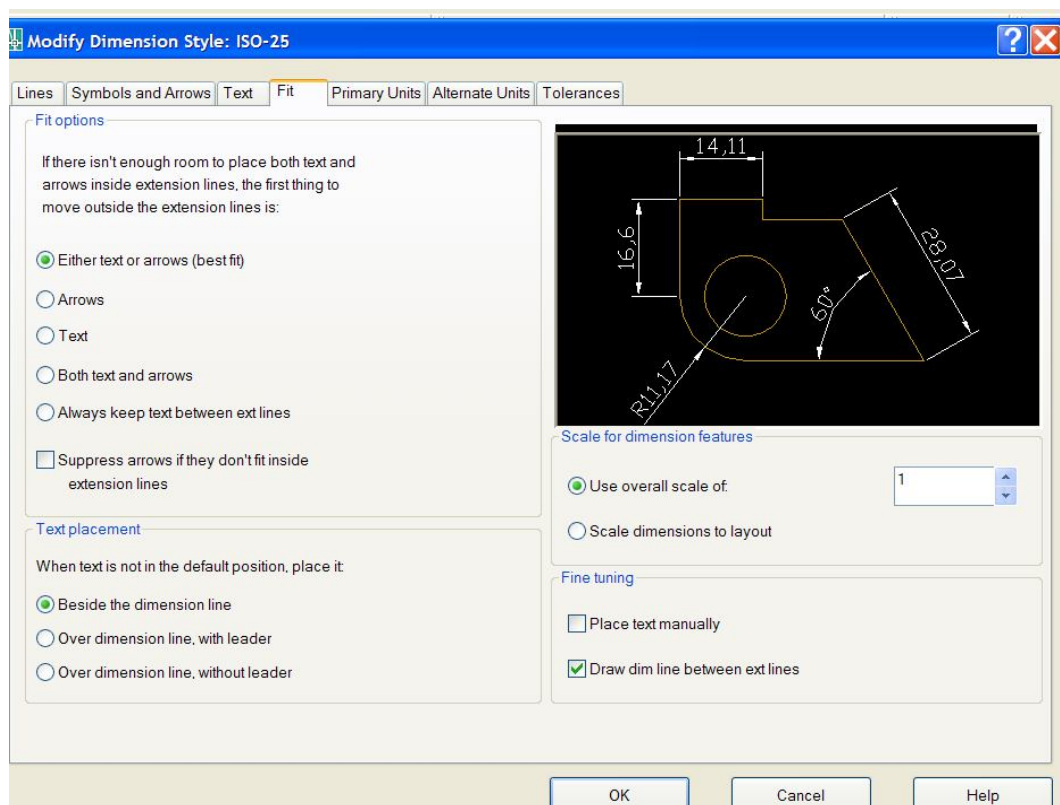 Modify Dimension Style: ISO-25
Lines Symbols and Arrows Text Fit Primary Units Alternate Units Tolerances
Fit options
If there isn't enough room to place both text and
arrows inside extension lines, the first thing to
move outside the extension lines is:
Either text or arrows (best fit)
Arrows
Text
Both text and arrows
Always keep text between ext lines
Suppress arrows if they don't fit inside
extension lines
Text placement
When text is not in the default position, place it:
Beside the dimension line
Over dimension line, with leader
Over dimension line, without leader
14,11
16,6
28,07
60°
R11,17
Scale for dimension features
Use overall scale of:
1
Scale dimensions to layout
Fine tuning
Place text manually
Draw dim line between ext lines
OK Cancel Help